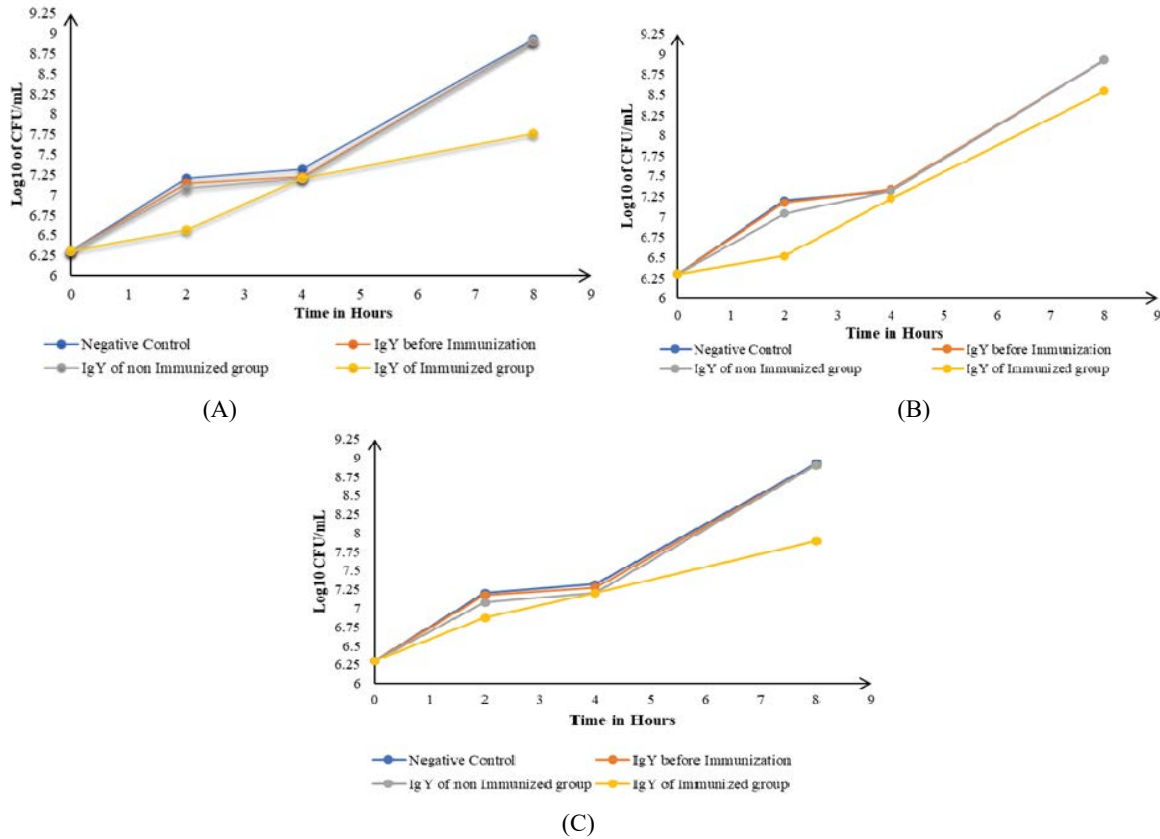 9.25
9
8.75
8.5
8.25
8
7.75
7.5
7.25
7
6.75
6.5
6.25
6
Log10 of CFU/mL
0 1 2 3 4 5 6 7 8 9
Time in Hours
Negative Control
IgY before Immunization
IgY of non Immunized group
IgY of Immunized group
(A)
9.25
9
8.75
8.5
8.25
8
7.75
7.5
7.25
7
6.75
6.5
6.25
6
Log10 of CFU/mL
0 1 2 3 4 5 6 7 8 9
Time in Hours
Negative Control
IgY before Immunization
IgY of non Immunized group
IgY of Immunized group
(B)
9.25
9
8.75
8.5
8.25
8
7.75
7.5
7.25
7
6.75
6.5
6.25
6
Log10 CFU/mL
0 1 2 3 4 5 6 7 8 9
Time in Hours
Negative Control
IgY before Immunization
IgY of non Immunized group
IgY of Immunized group
(C)